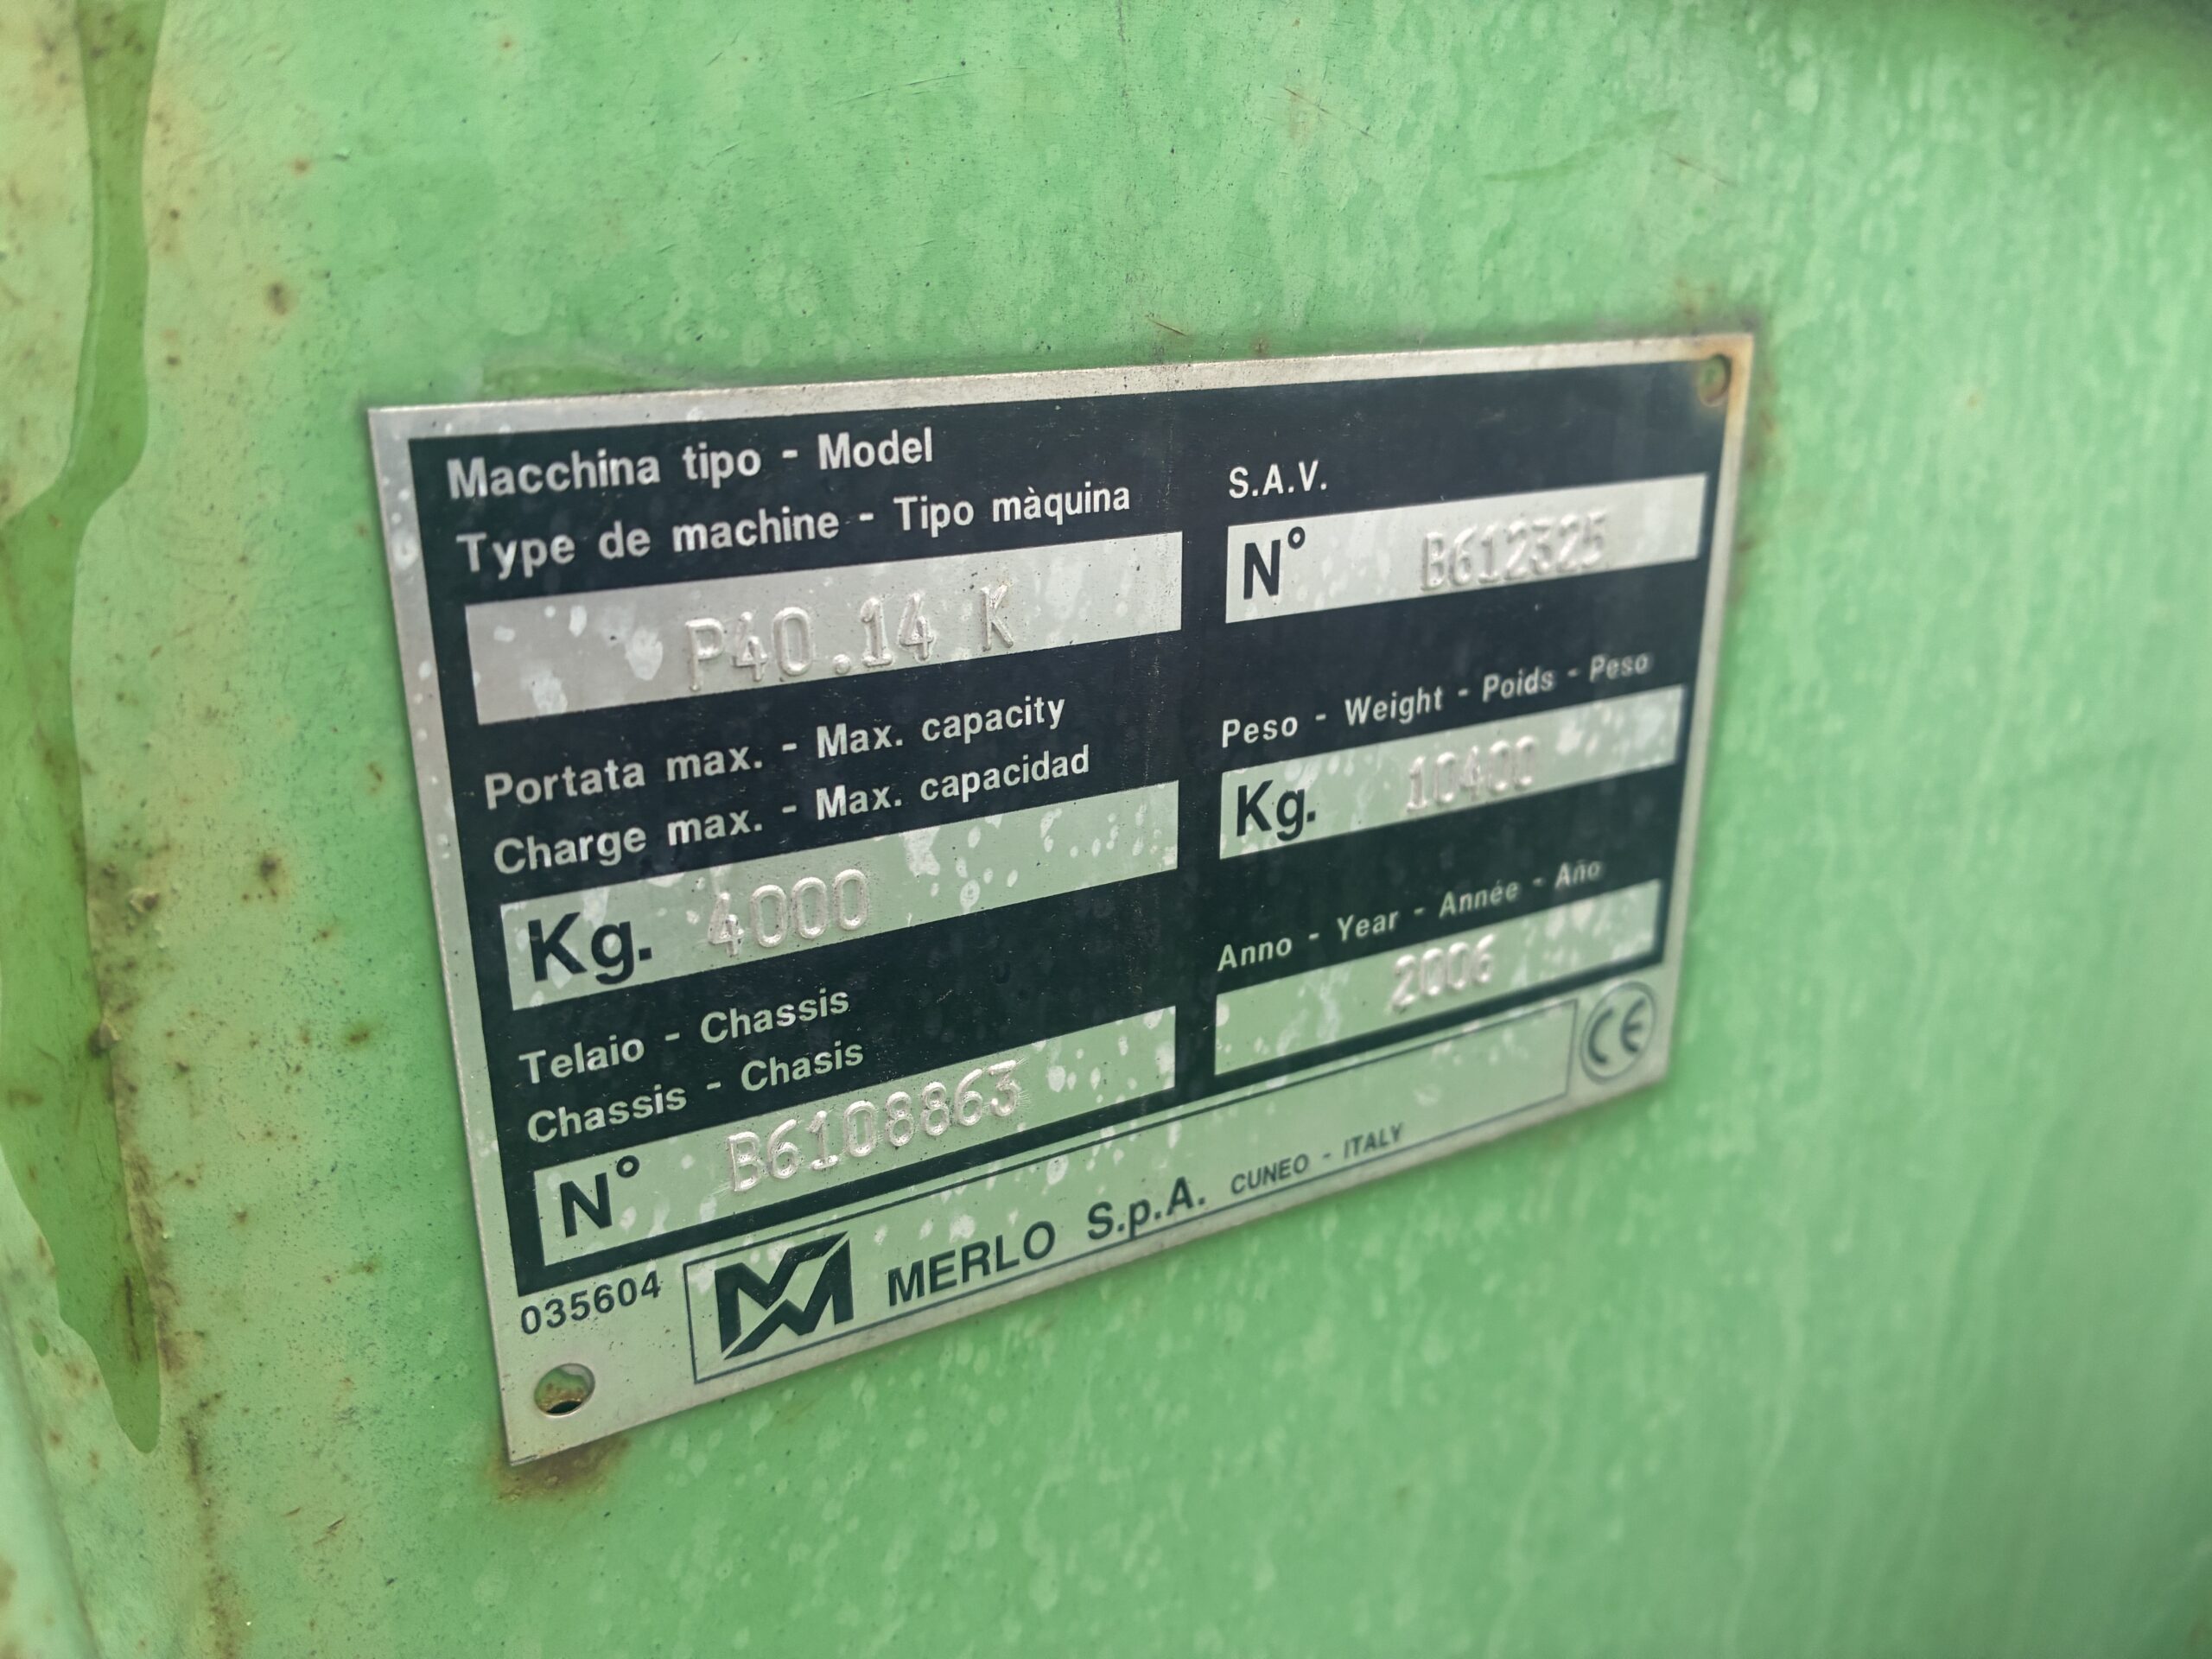 Macchina tipo - Model
Type de machine - Tipo màquina
P40.14 K
S.A.V.
N° B612325
Portata max. - Max. capacity
Charge max. - Max. capacidad
Kg. 4000
Peso - Weight - Poids - Peso
Kg. 10400
Telaio - Chassis
Chassis - Chasis
N° B6108863
Anno - Year - Année - Año
2006
CE
035604
MERLO S.p.A. CUNEO - ITALY